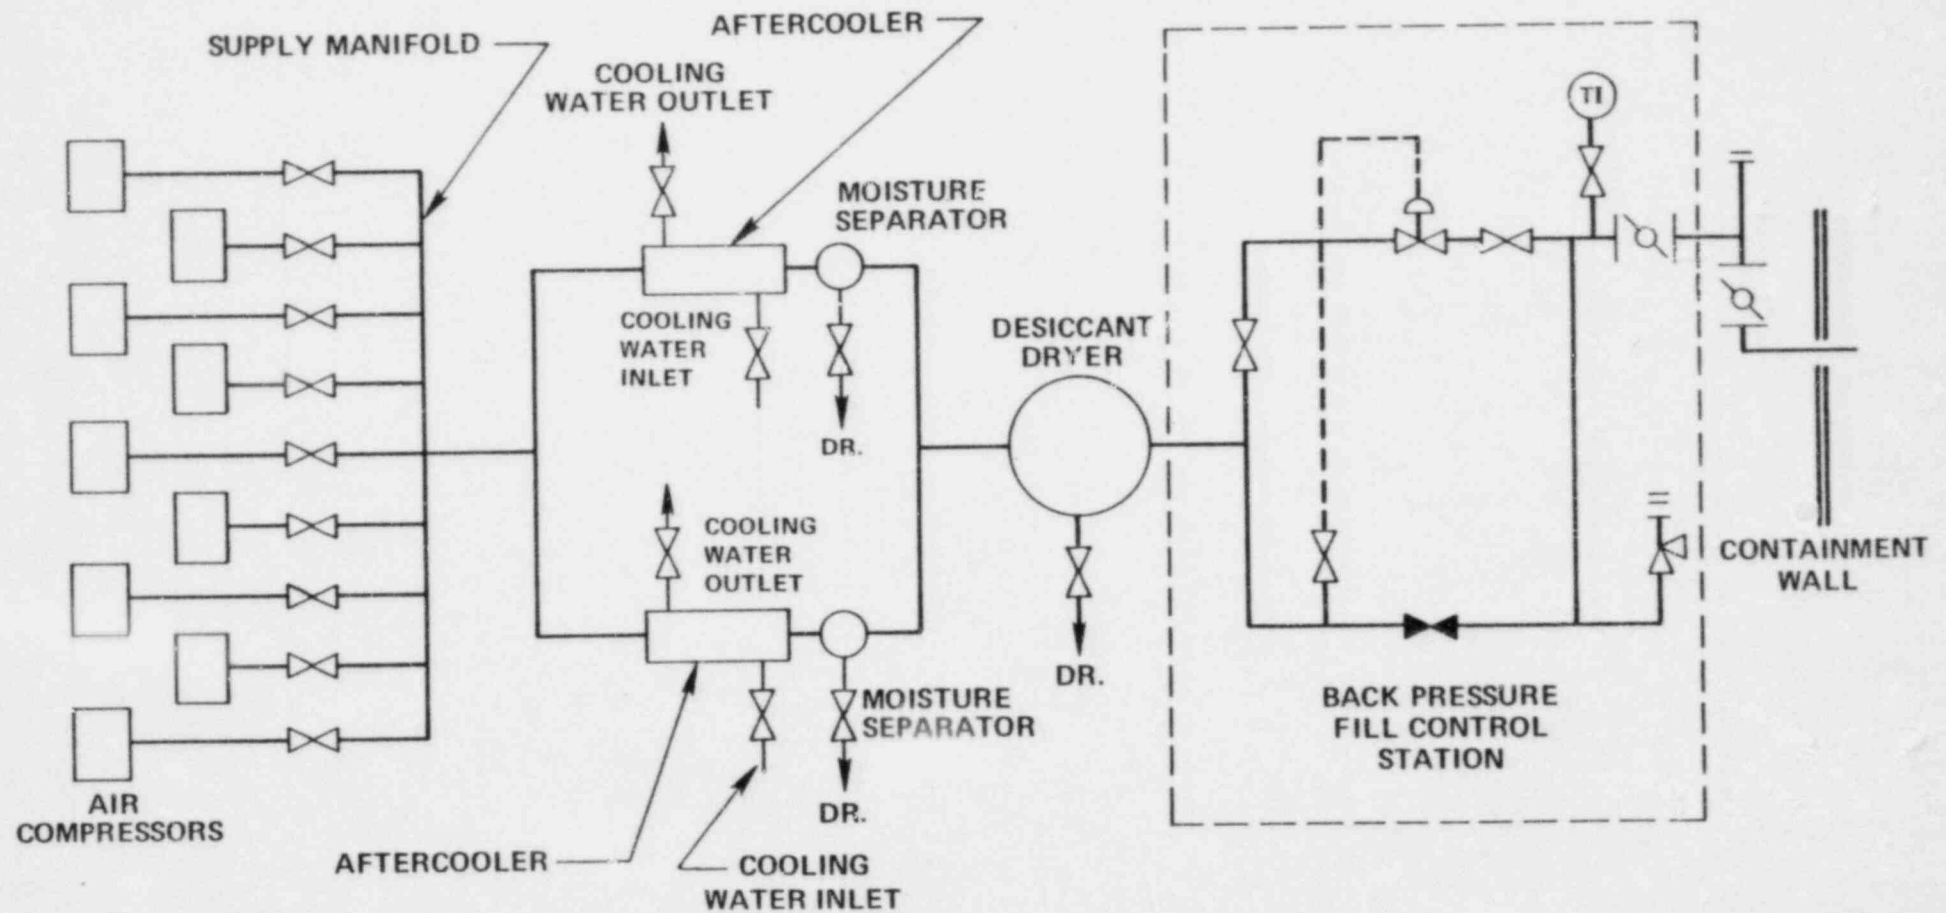 SUPPLY MANIFOLD
AFTERCOOLER
COOLING
WATER OUTLET
TI
MOISTURE
SEPARATOR
COOLING
WATER
INLET
DESICCANT
DRYER
DR.
COOLING
WATER
OUTLET
CONTAINMENT
WALL
DR.
MOISTURE
SEPARATOR
BACK PRESSURE
FILL CONTROL
STATION
AIR
COMPRESSORS
DR.
AFTERCOOLER
COOLING
WATER INLET